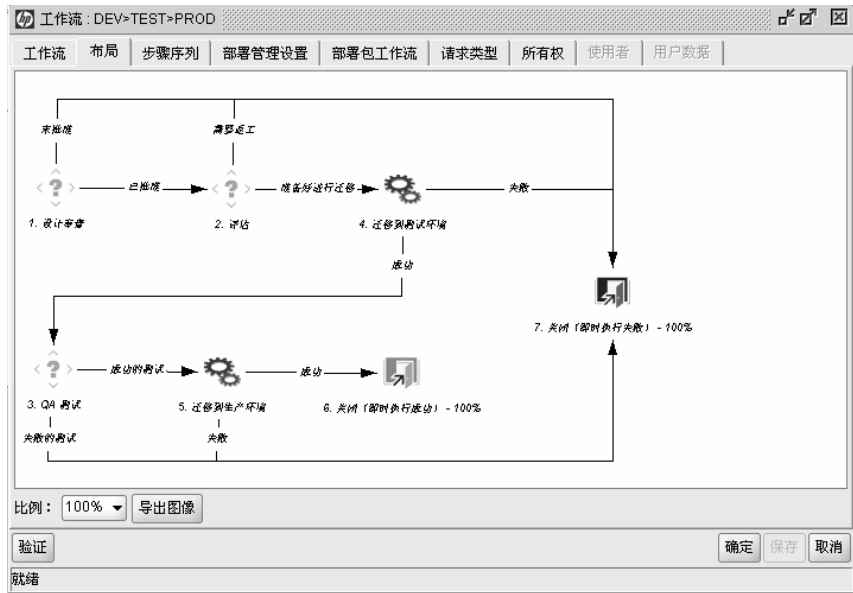 hp 工作流 : DEV>TEST>PROD
工作流 布局 步骤序列 部署管理设置 部署包工作流 请求类型 所有权 使用者 用户数据
未批准 需要返工
已批准 准备好进行迁移 失败
1. 设计审查 2. 评估 4. 迁移到测试环境
成功
7. 关闭（即时执行失败） - 100%
成功的测试 成功
3. QA 测试 5. 迁移到生产环境 6. 关闭（即时执行成功） - 100%
失败的测试 失败
比例： 100% 导出图像
验证 确定 保存 取消
就绪